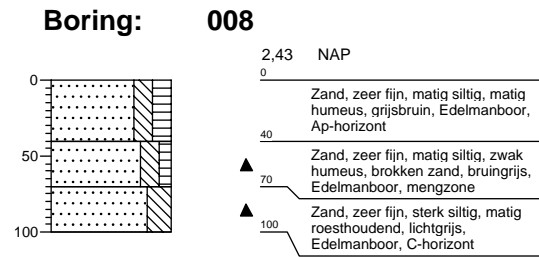 Boring: 008
2,43 NAP
0
0
Zand, zeer fijn, matig siltig, matig
humeus, grijsbruin, Edelmanboor,
Ap-horizont
40
50
Zand, zeer fijn, matig siltig, zwak
humeus, brokken zand, bruingrijs,
Edelmanboor, mengzone
70
Zand, zeer fijn, sterk siltig, matig
roesthoudend, lichtgrijs,
Edelmanboor, C-horizont
100
100